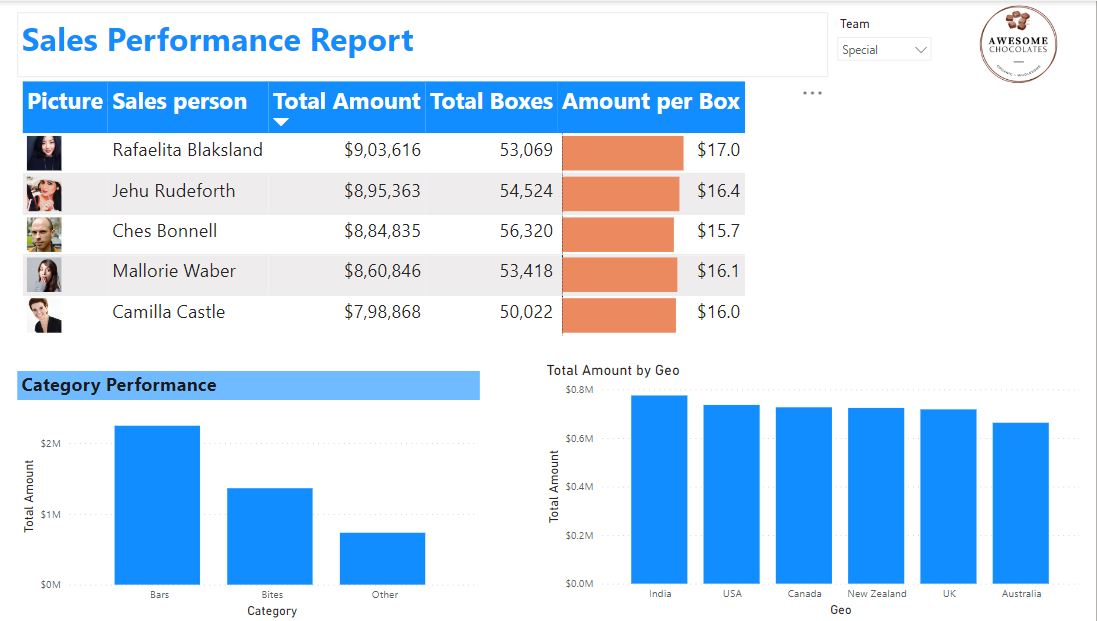 Sales Performance Report
Team
Special
AWESOME
CHOCOLATES
Picture Sales person Total Amount Total Boxes Amount per Box
Rafaelita Blaksland $9,03,616 53,069 $17.0
Jehu Rudeforth $8,95,363 54,524 $16.4
Ches Bonnell $8,84,835 56,320 $15.7
Mallorie Waber $8,60,846 53,418 $16.1
Camilla Castle $7,98,868 50,022 $16.0
Category Performance
Total Amount
$2M
$1M
$0M
Bars Bites Other
Category
Total Amount by Geo
Total Amount
$0.8M
$0.6M
$0.4M
$0.2M
$0.0M
India USA Canada New Zealand UK Australia
Geo